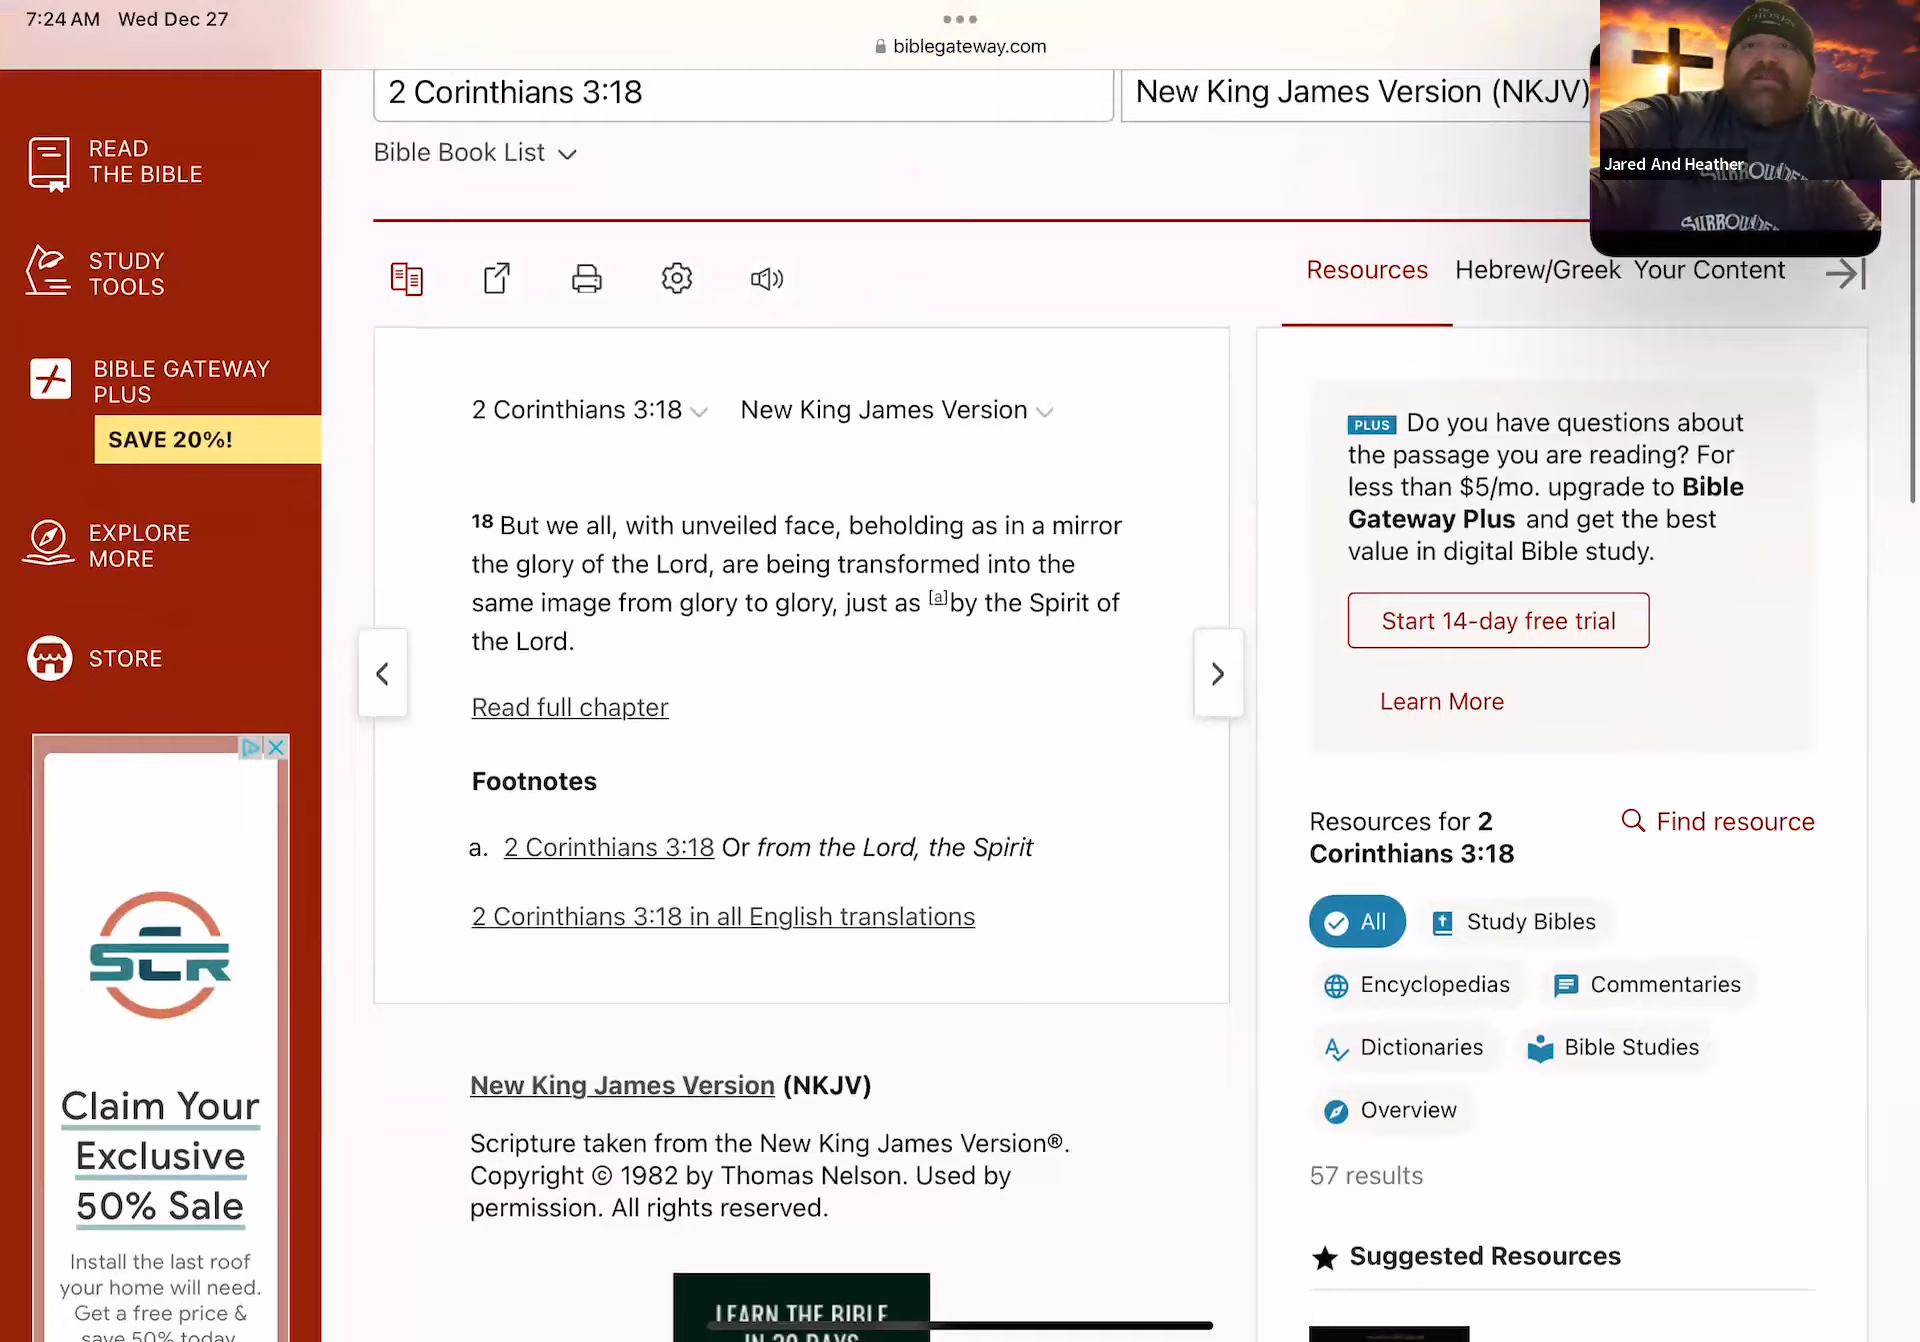 7:24 AM Wed Dec 27
biblegateway.com
2 Corinthians 3:18
New King James Version (NKJV)
Bible Book List
READ
THE BIBLE
STUDY
TOOLS
BIBLE GATEWAY
PLUS
SAVE 20%!
EXPLORE
MORE
STORE
Claim Your
Exclusive
50% Sale
Install the last roof
your home will need.
Get a free price &
save 50% today.
SCR
CHOSEN
Jared And Heather
SURROUNDED
Resources
Hebrew/Greek
Your Content
2 Corinthians 3:18
New King James Version
18 But we all, with unveiled face, beholding as in a mirror
the glory of the Lord, are being transformed into the
same image from glory to glory, just as [a]by the Spirit of
the Lord.
Read full chapter
Footnotes
a. 2 Corinthians 3:18 Or from the Lord, the Spirit
2 Corinthians 3:18 in all English translations
New King James Version (NKJV)
Scripture taken from the New King James Version®.
Copyright © 1982 by Thomas Nelson. Used by
permission. All rights reserved.
LEARN THE BIBLE
IN 30 DAYS
PLUS Do you have questions about
the passage you are reading? For
less than $5/mo. upgrade to Bible
Gateway Plus and get the best
value in digital Bible study.
Start 14-day free trial
Learn More
Resources for 2
Corinthians 3:18
Find resource
All
Study Bibles
Encyclopedias
Commentaries
Dictionaries
Bible Studies
Overview
57 results
Suggested Resources